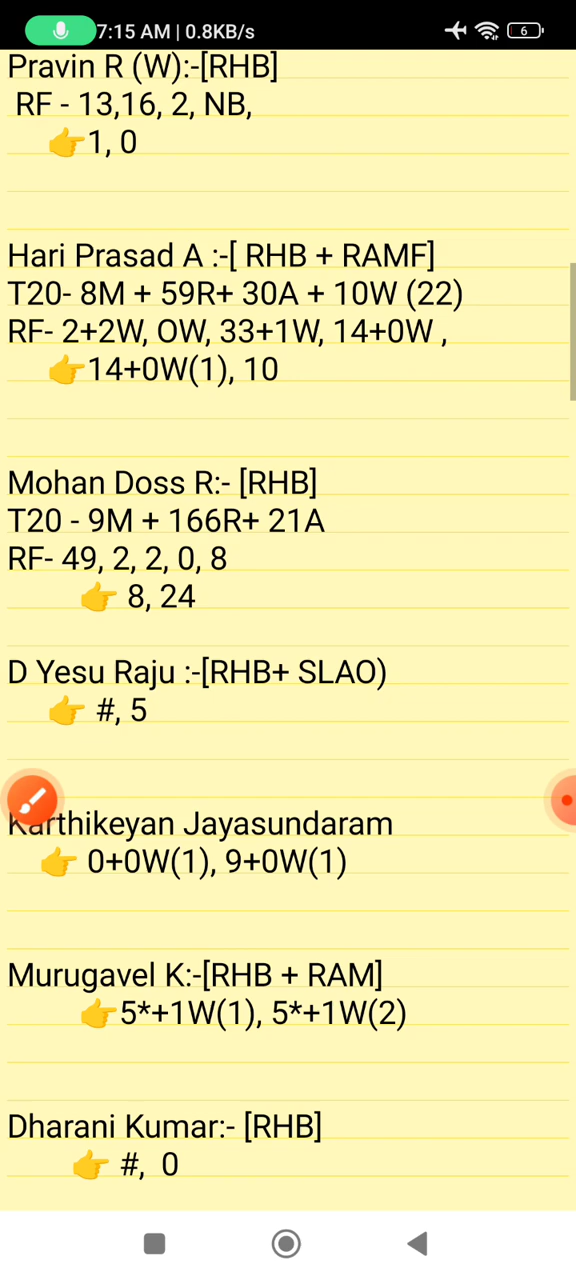 7:15 AM | 0.8KB/s 6
Pravin R (W):-[RHB]
RF - 13,16, 2, NB,
👉1, 0
Hari Prasad A :-[ RHB + RAMF]
T20- 8M + 59R+ 30A + 10W (22)
RF- 2+2W, OW, 33+1W, 14+0W ,
👉14+0W(1), 10
Mohan Doss R:- [RHB]
T20 - 9M + 166R+ 21A
RF- 49, 2, 2, 0, 8
👉 8, 24
D Yesu Raju :-[RHB+ SLAO)
👉 #, 5
Karthikeyan Jayasundaram
👉 0+0W(1), 9+0W(1)
Murugavel K:-[RHB + RAM]
👉5*+1W(1), 5*+1W(2)
Dharani Kumar:- [RHB]
👉 #, 0